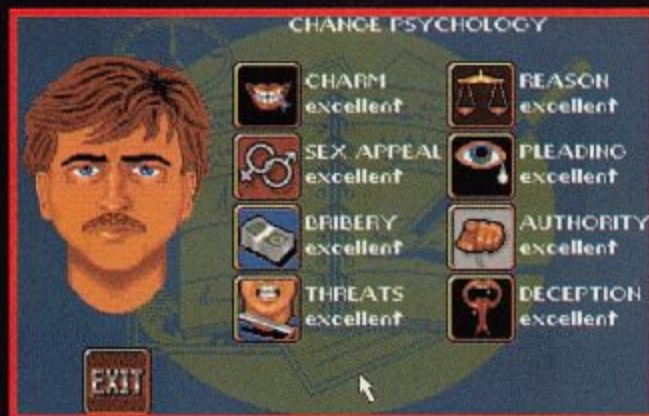 CHANGE PSYCHOLOGY
CHARM
excellent
REASON
excellent
SEX APPEAL
excellent
PLEADING
excellent
BRIBERY
excellent
AUTHORITY
excellent
THREATS
excellent
DECEPTION
excellent
EXIT